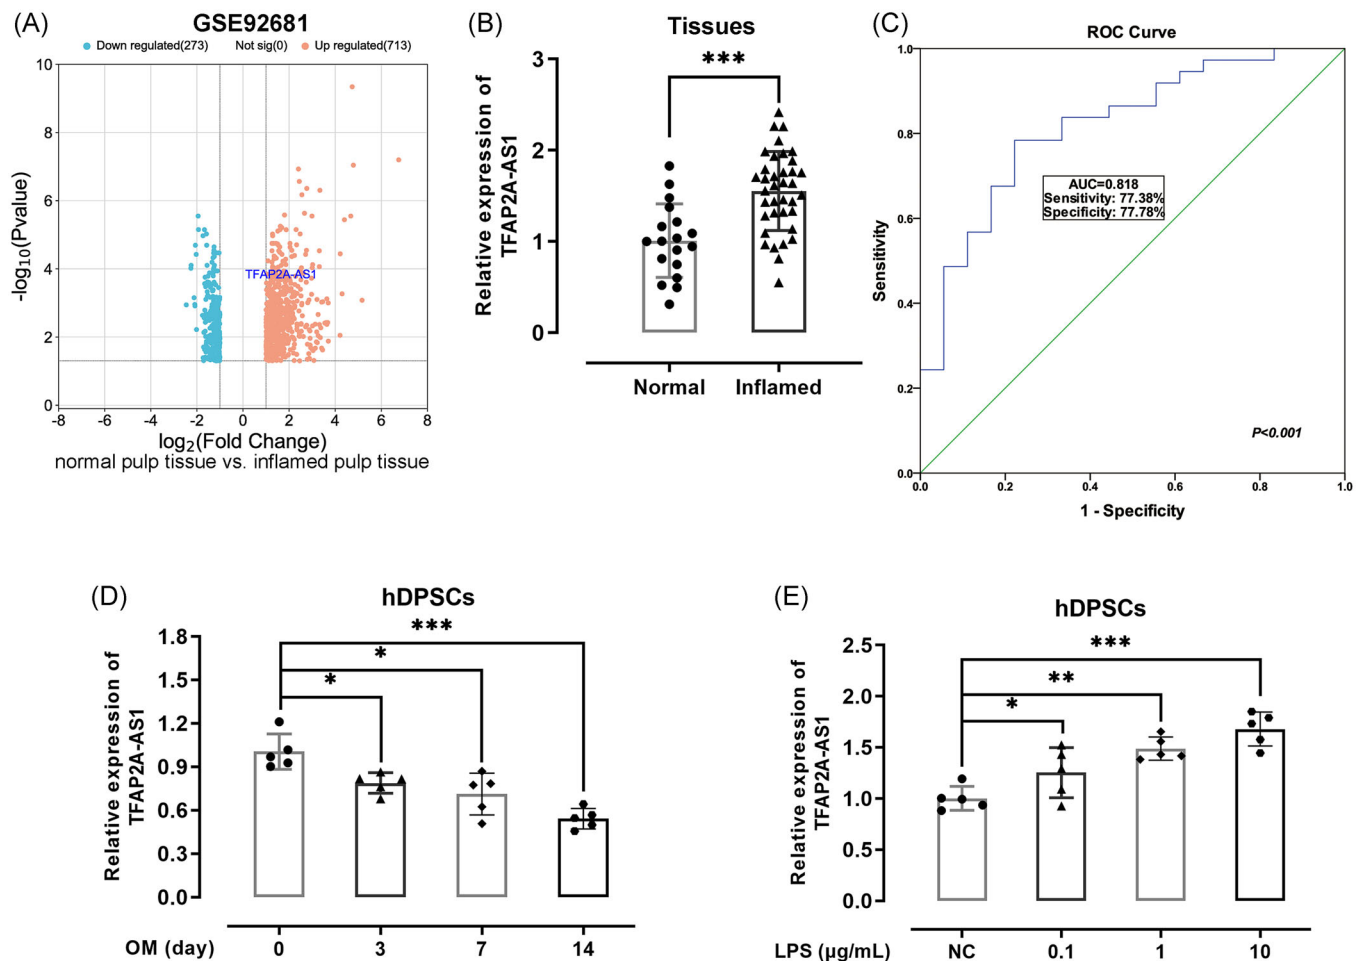 (A)
GSE92681
Down regulated(273) Not sig(0) Up regulated(713)
10
8
6
4
2
0
-log10(Pvalue)
TFAP2A-AS1
-8 -6 -4 -2 0 2 4 6 8
log2(Fold Change)
normal pulp tissue vs. inflamed pulp tissue
(B)
Tissues
***
3
2
1
0
Relative expression of
TFAP2A-AS1
Normal Inflamed
(C)
ROC Curve
1.0
0.8
0.6
0.4
0.2
0.0
Sensitivity
AUC=0.818
Sensitivity: 77.38%
Specificity: 77.78%
P<0.001
0.0 0.2 0.4 0.6 0.8 1.0
1 - Specificity
(D)
hDPSCs
***
*
*
1.8
1.5
1.2
0.9
0.6
0.3
0.0
Relative expression of
TFAP2A-AS1
OM (day) 0 3 7 14
(E)
hDPSCs
***
**
*
2.5
2.0
1.5
1.0
0.5
0.0
Relative expression of
TFAP2A-AS1
LPS (μg/mL) NC 0.1 1 10